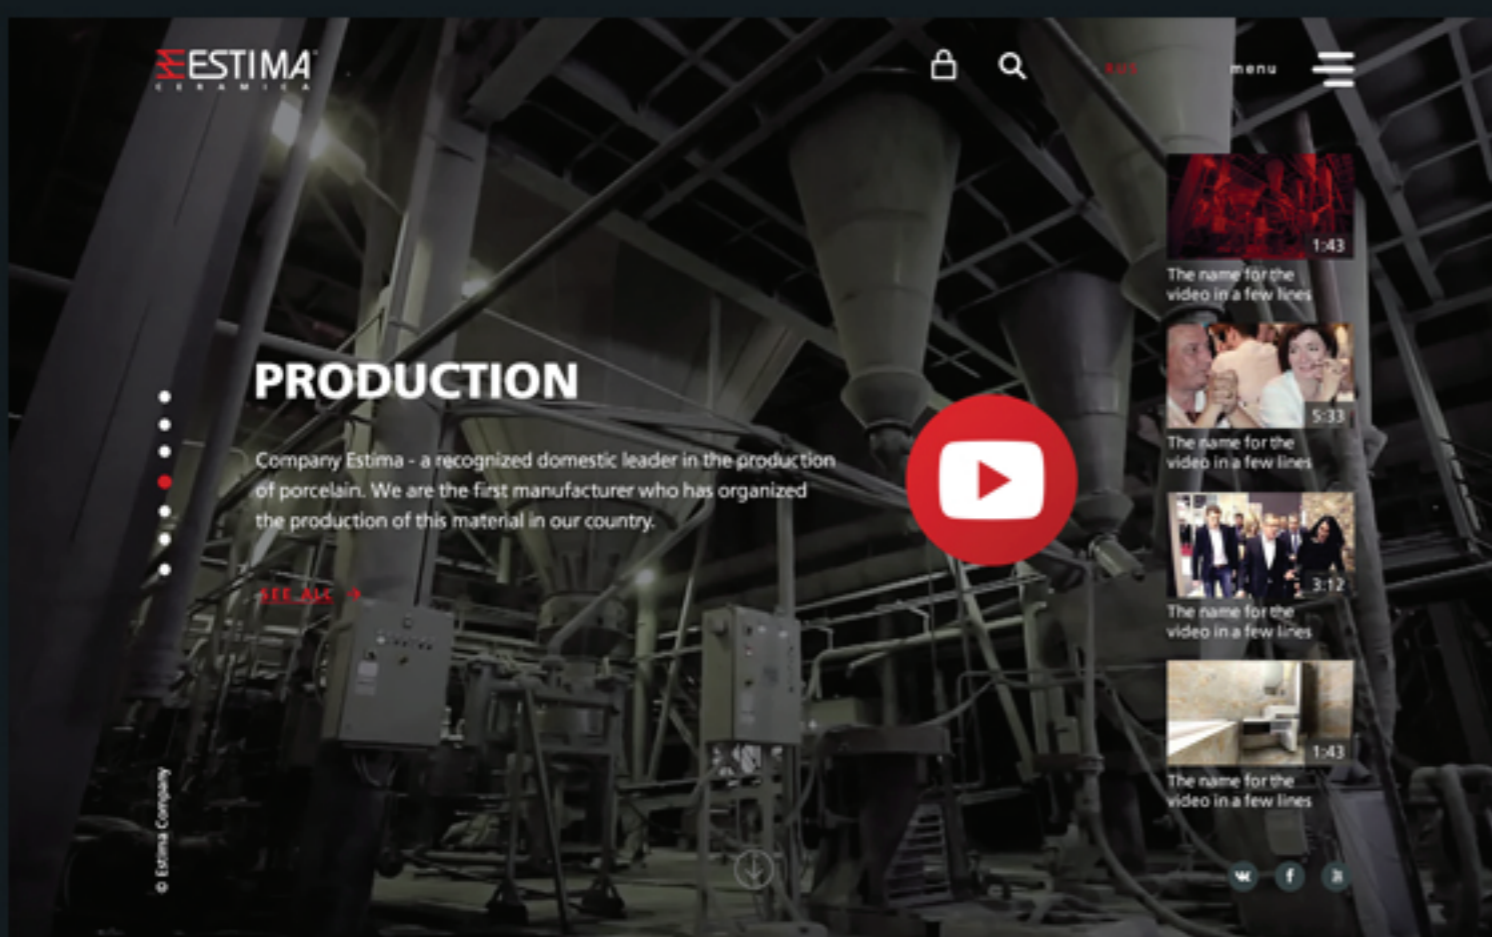 ESTIMA
CERAMICA
RUS
menu
1:43
The name for the
video in a few lines
5:33
The name for the
video in a few lines
3:12
The name for the
video in a few lines
1:43
The name for the
video in a few lines
PRODUCTION
Company Estima - a recognized domestic leader in the production
of porcelain. We are the first manufacturer who has organized
the production of this material in our country.
SEE ALL →
© Estima Company